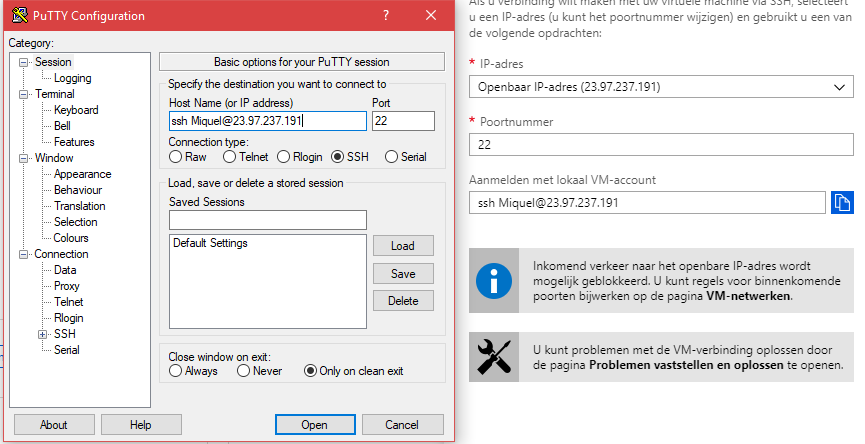 PuTTY Configuration
?
Category:
Session
Logging
Terminal
Keyboard
Bell
Features
Window
Appearance
Behaviour
Translation
Selection
Colours
Connection
Data
Proxy
Telnet
Rlogin
SSH
Serial
Basic options for your PuTTY session
Specify the destination you want to connect to
Host Name (or IP address) Port
ssh Miquel@23.97.237.191 22
Connection type:
Raw Telnet Rlogin SSH Serial
Load, save or delete a stored session
Saved Sessions
Default Settings
Load
Save
Delete
Close window on exit:
Always Never Only on clean exit
About Help Open Cancel
Als u verbinding wilt maken met uw virtuele machine via SSH, selecteert
u een IP-adres (u kunt het poortnummer wijzigen) en gebruikt u een van
de volgende opdrachten:
* IP-adres
Openbaar IP-adres (23.97.237.191)
* Poortnummer
22
Aanmelden met lokaal VM-account
ssh Miquel@23.97.237.191
Inkomend verkeer naar het openbare IP-adres wordt
mogelijk geblokkeerd. U kunt regels voor binnenkomende
poorten bijwerken op de pagina VM-netwerken.
U kunt problemen met de VM-verbinding oplossen door
de pagina Problemen vaststellen en oplossen te openen.